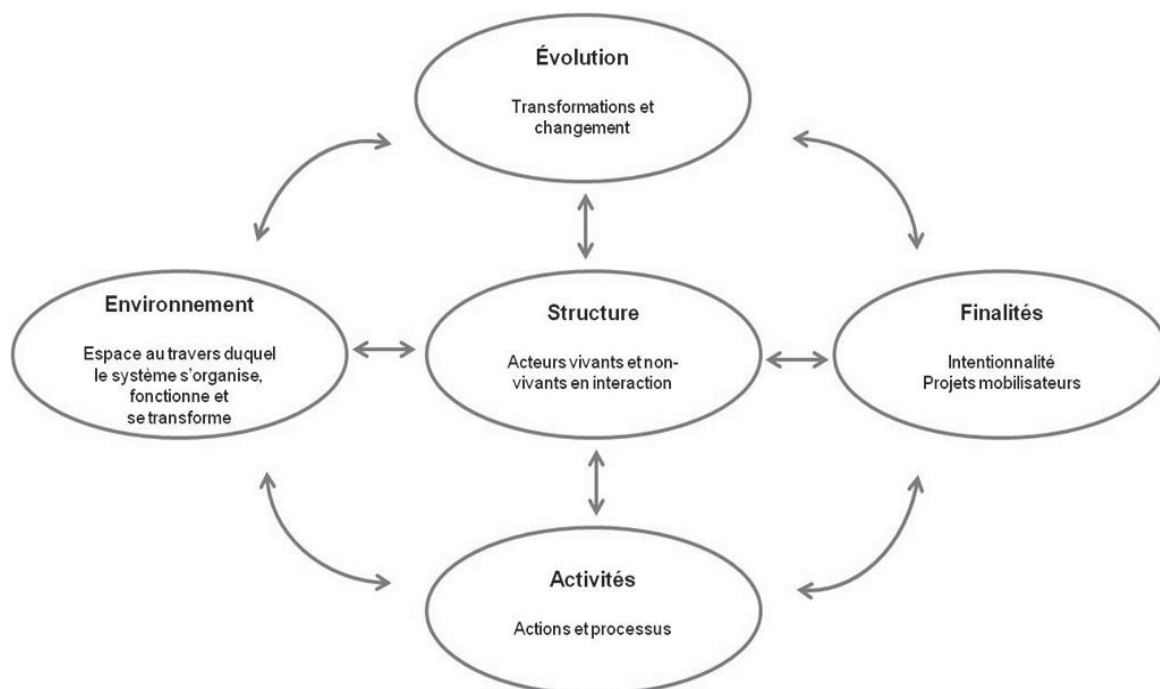 Évolution
Transformations et
changement
Environnement
Espace au travers duquel
le système s'organise,
fonctionne et
se transforme
Structure
Acteurs vivants et non-
vivants en interaction
Finalités
Intentionnalité
Projets mobilisateurs
Activités
Actions et processus